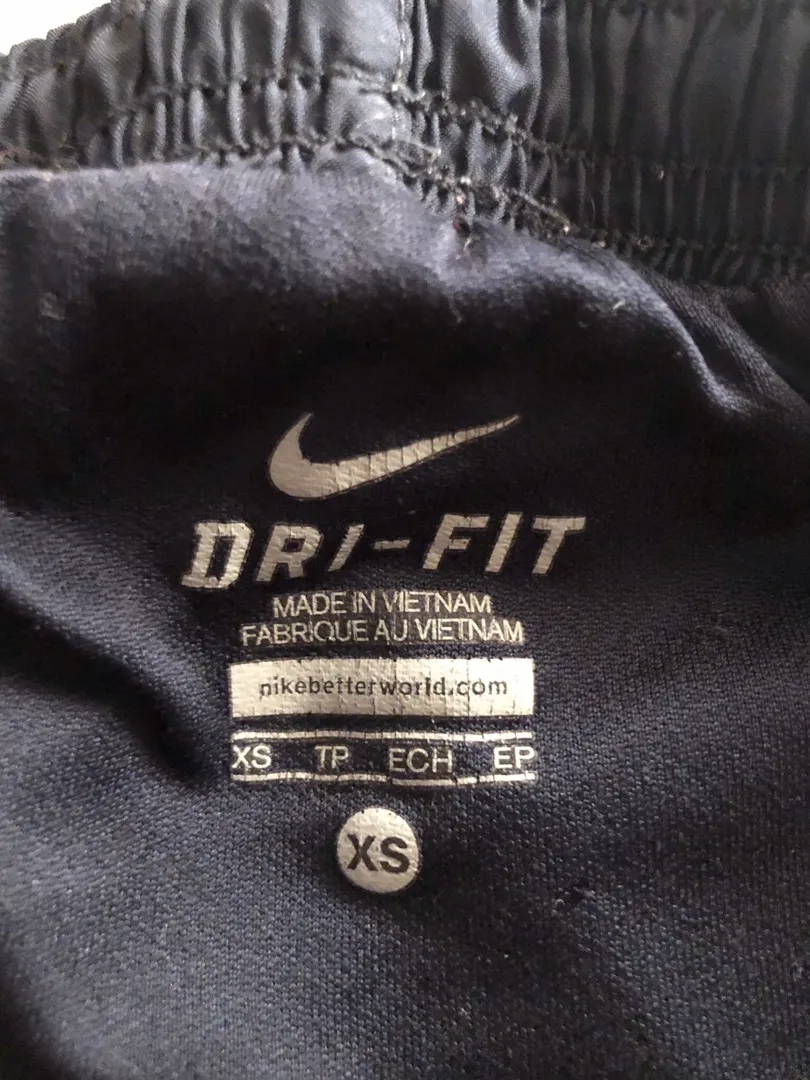 DRI-FIT
MADE IN VIETNAM
FABRIQUE AU VIETNAM
nikebetterworld.com
XS TP ECH EP
XS